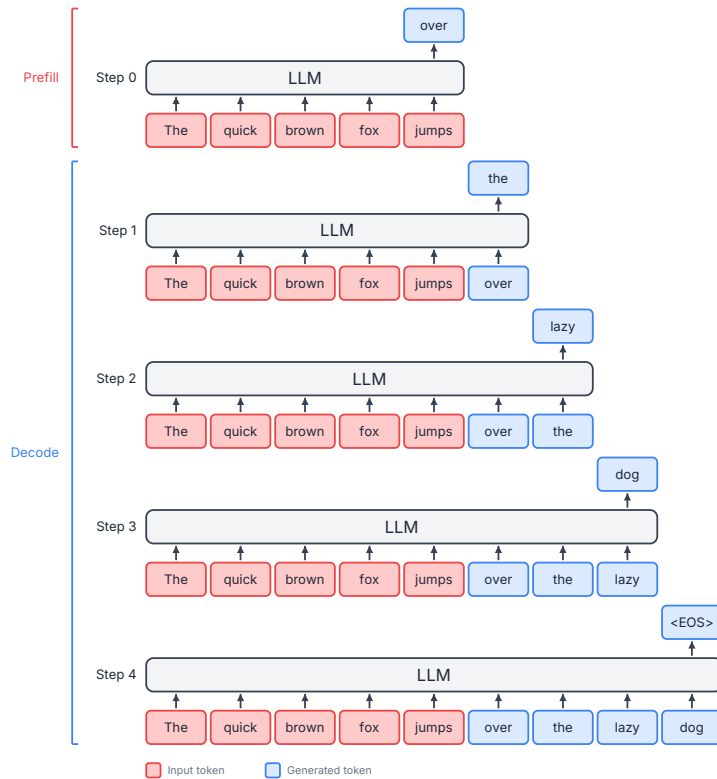 over
Prefill
Step 0
LLM
The quick brown fox jumps
the
Step 1
LLM
The quick brown fox jumps over
lazy
Step 2
LLM
The quick brown fox jumps over the
Decode
dog
Step 3
LLM
The quick brown fox jumps over the lazy
<EOS>
Step 4
LLM
The quick brown fox jumps over the lazy dog
Input token
Generated token